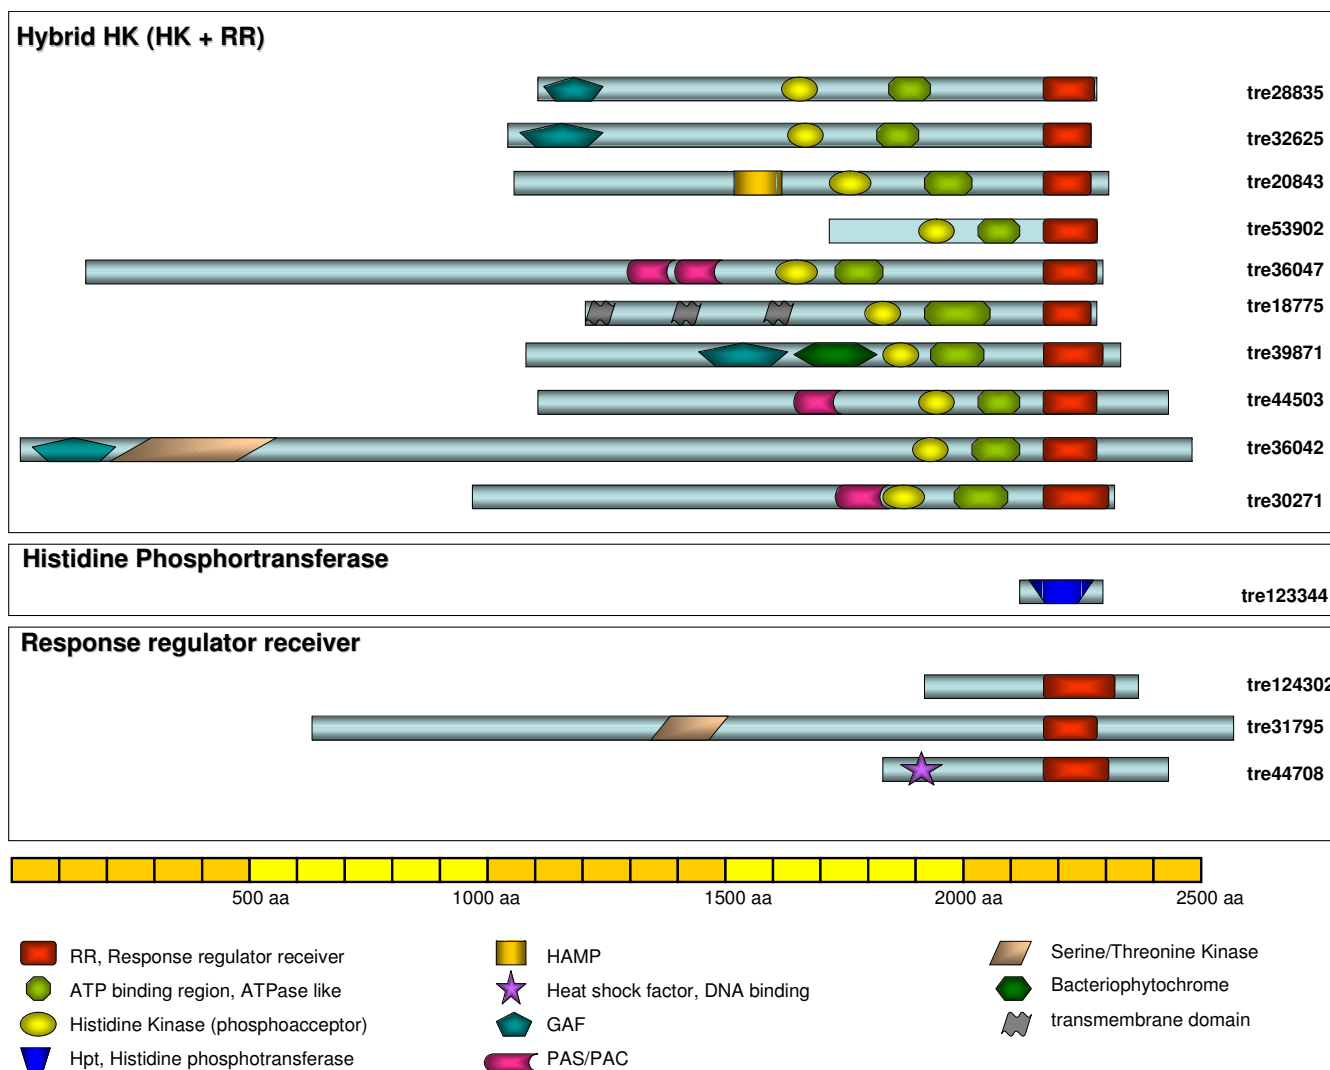 Hybrid HK (HK + RR)
tre28835
tre32625
tre20843
tre53902
tre36047
tre18775
tre39871
tre44503
tre36042
tre30271
Histidine Phosphortransferase
tre123344
Response regulator receiver
tre124302
tre31795
tre44708
500 aa 1000 aa 1500 aa 2000 aa 2500 aa
RR, Response regulator receiver
ATP binding region, ATPase like
Histidine Kinase (phosphoacceptor)
Hpt, Histidine phosphotransferase
HAMP
Heat shock factor, DNA binding
GAF
PAS/PAC
Serine/Threonine Kinase
Bacteriophytochrome
transmembrane domain